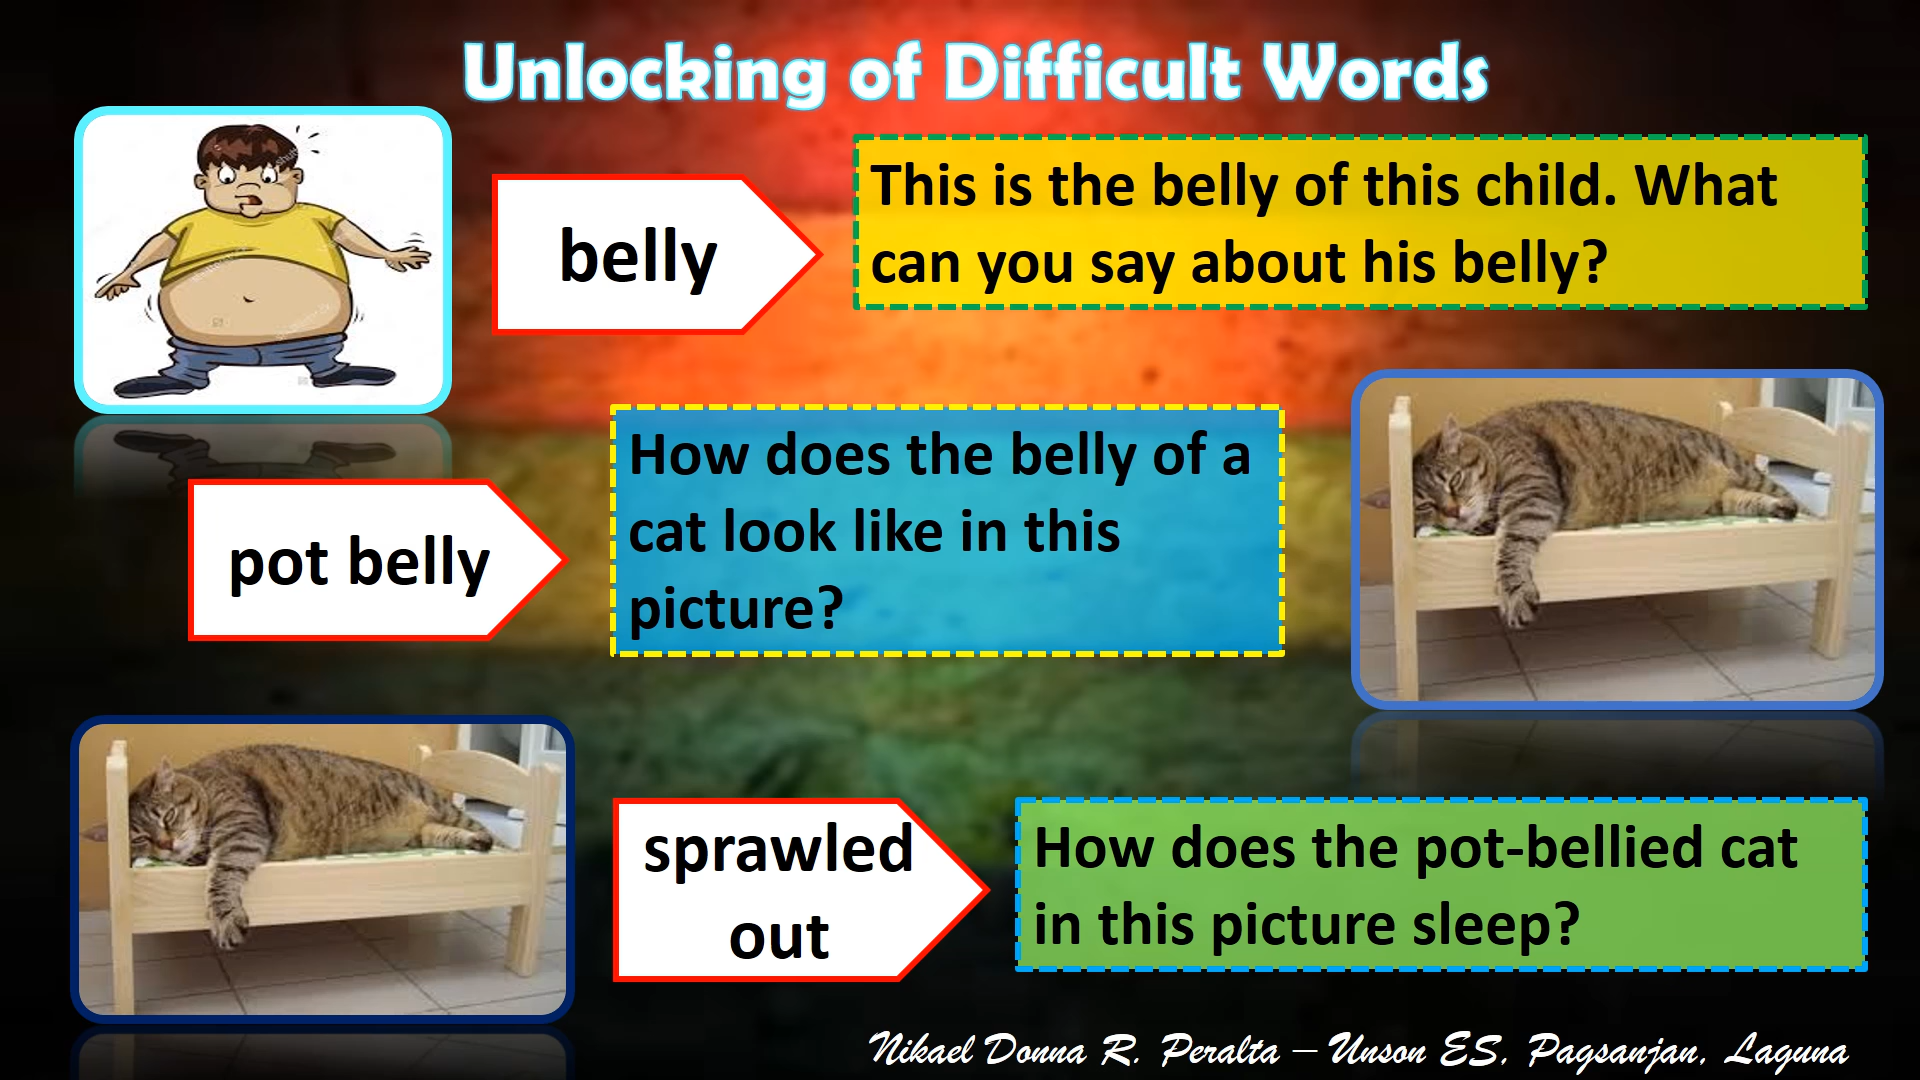 Unlocking of Difficult Words
belly
This is the belly of this child. What
can you say about his belly?
pot belly
How does the belly of a
cat look like in this
picture?
sprawled
out
How does the pot-bellied cat
in this picture sleep?
Nikael Donna R. Peralta – Unson ES, Pagsanjan, Laguna